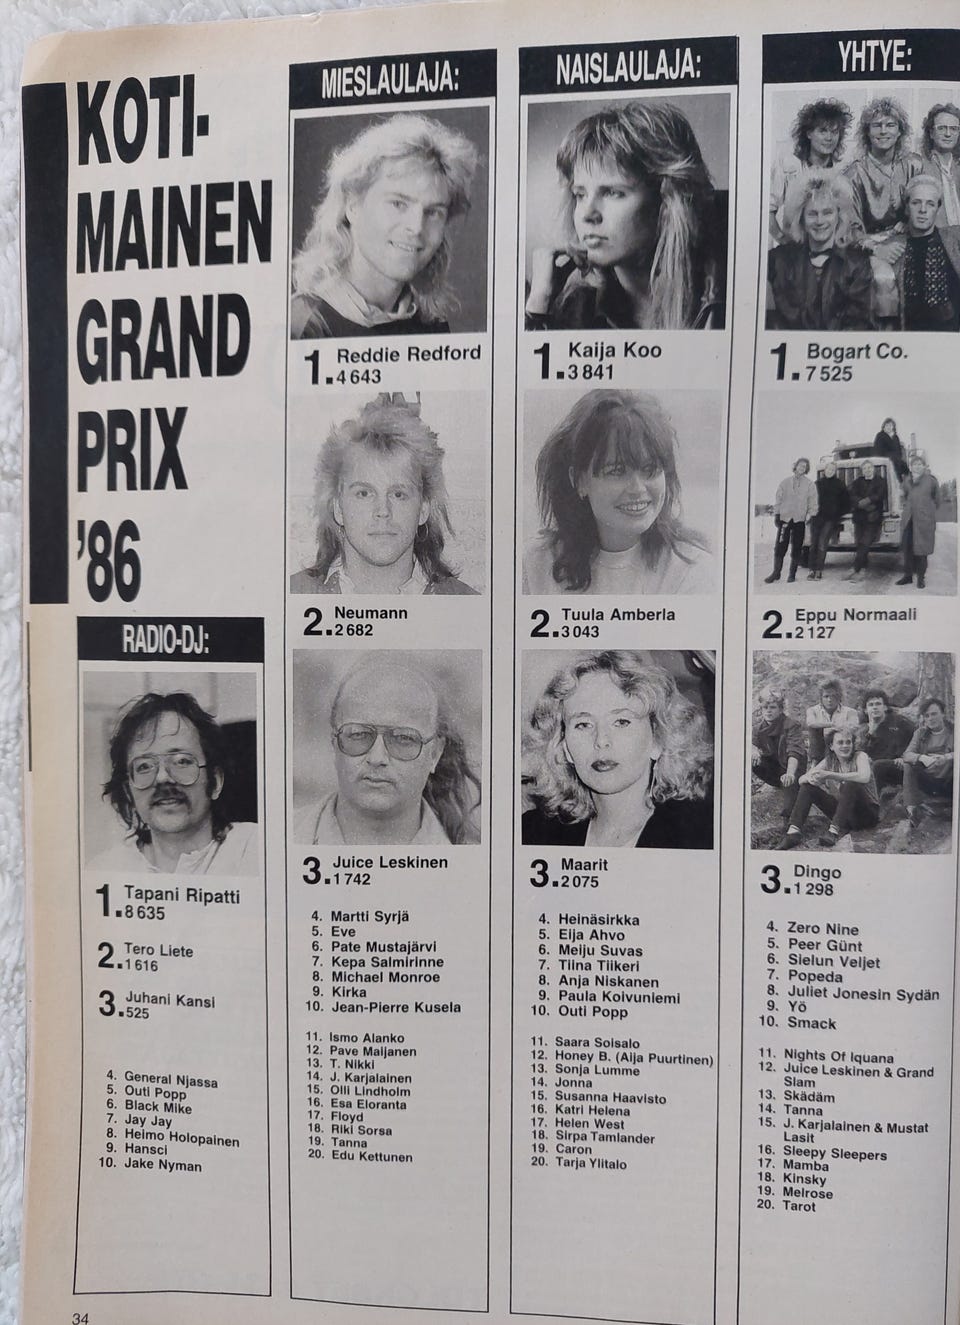 KOTI-
MAINEN
GRAND
PRIX
'86
RADIO-DJ:
1. Tapani Ripatti
8 635
2. Tero Liete
1 616
3. Juhani Kansi
525
4. General Njassa
5. Outi Popp
6. Black Mike
7. Jay Jay
8. Heimo Holopainen
9. Hansci
10. Jake Nyman
34
MIESLAULAJA:
1. Reddie Redford
4 643
2. Neumann
2 682
3. Juice Leskinen
1 742
4. Martti Syrjä
5. Eve
6. Pate Mustajärvi
7. Kepa Salmirinne
8. Michael Monroe
9. Kirka
10. Jean-Pierre Kusela
11. Ismo Alanko
12. Pave Maijanen
13. T. Nikki
14. J. Karjalainen
15. Olli Lindholm
16. Esa Eloranta
17. Floyd
18. Riki Sorsa
19. Tanna
20. Edu Kettunen
NAISLAULAJA:
1. Kaija Koo
3 841
2. Tuula Amberla
3 043
3. Maarit
2 075
4. Heinäsirkka
5. Eija Ahvo
6. Meiju Suvas
7. Tiina Tiikeri
8. Anja Niskanen
9. Paula Koivuniemi
10. Outi Popp
11. Saara Soisalo
12. Honey B. (Aija Puurtinen)
13. Sonja Lumme
14. Jonna
15. Susanna Haavisto
16. Katri Helena
17. Helen West
18. Sirpa Tamlander
19. Caron
20. Tarja Ylitalo
YHTYE:
1. Bogart Co.
7 525
2. Eppu Normaali
2 127
3. Dingo
1 298
4. Zero Nine
5. Peer Günt
6. Sielun Veljet
7. Popeda
8. Juliet Jonesin Sydän
9. Yö
10. Smack
11. Nights Of Iquana
12. Juice Leskinen & Grand
Slam
13. Skädäm
14. Tanna
15. J. Karjalainen & Mustat
Lasit
16. Sleepy Sleepers
17. Mamba
18. Kinsky
19. Melrose
20. Tarot